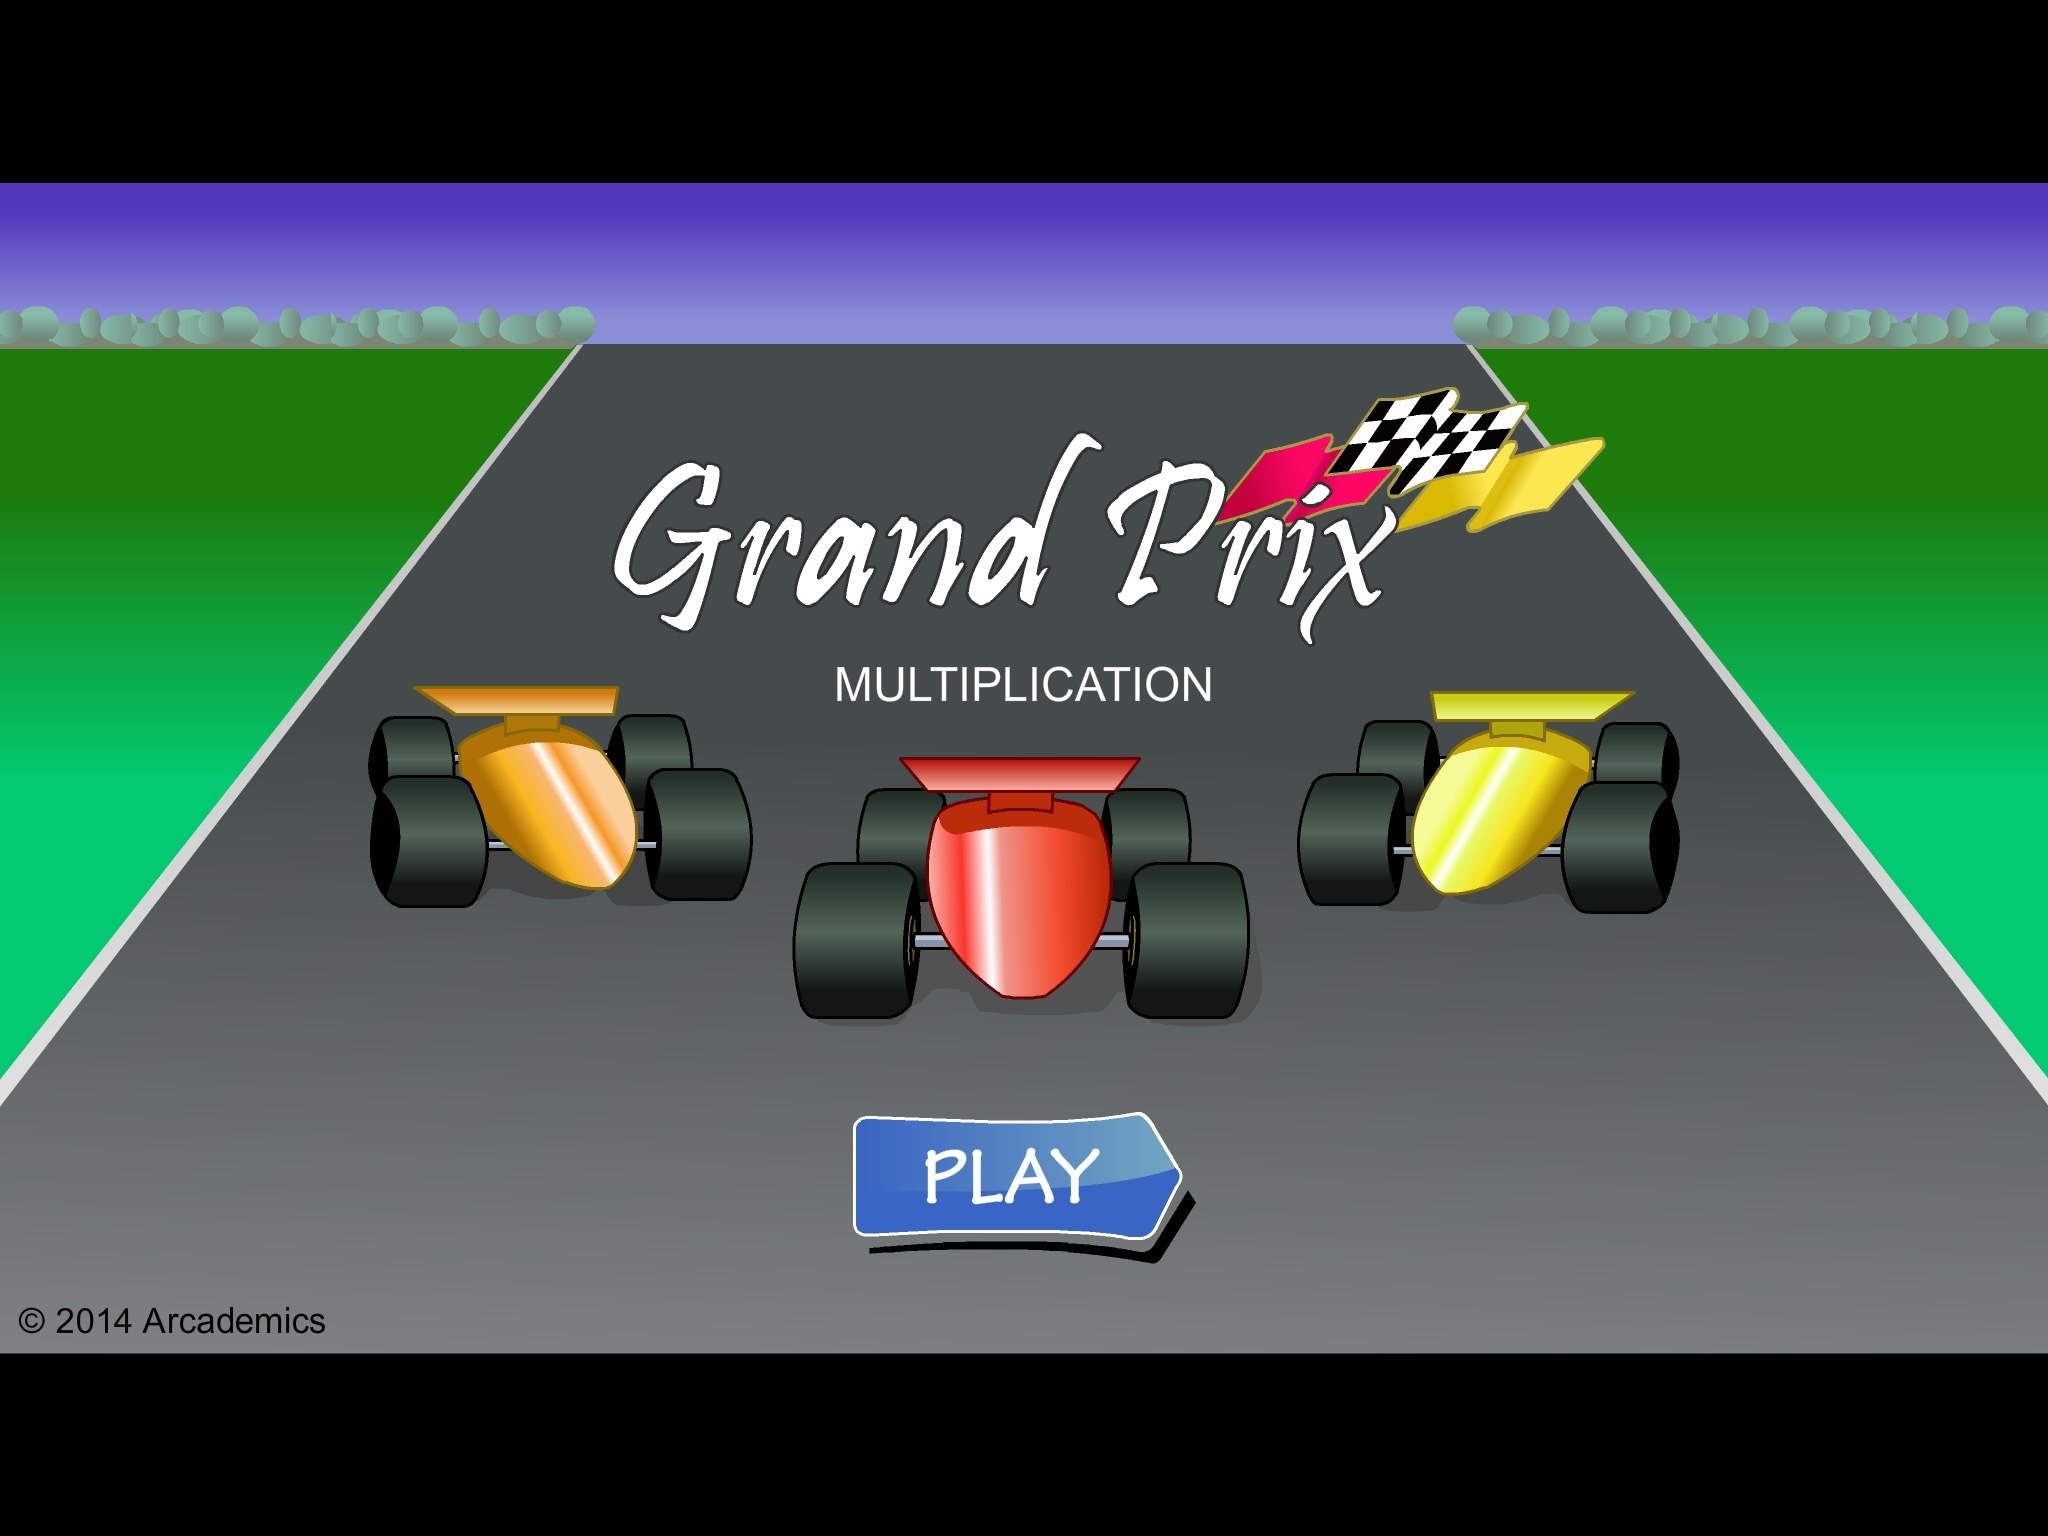 Grand Prix
MULTIPLICATION
PLAY
© 2014 Arcademics